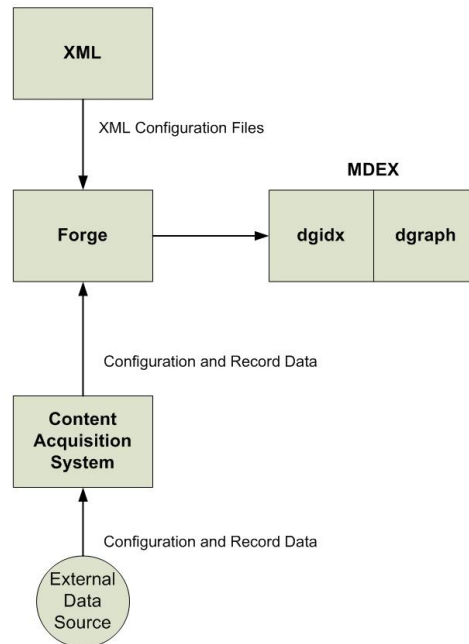 XML
XML Configuration Files
MDEX
Forge
dgidx
dgraph
Configuration and Record Data
Content
Acquisition
System
Configuration and Record Data
External
Data
Source